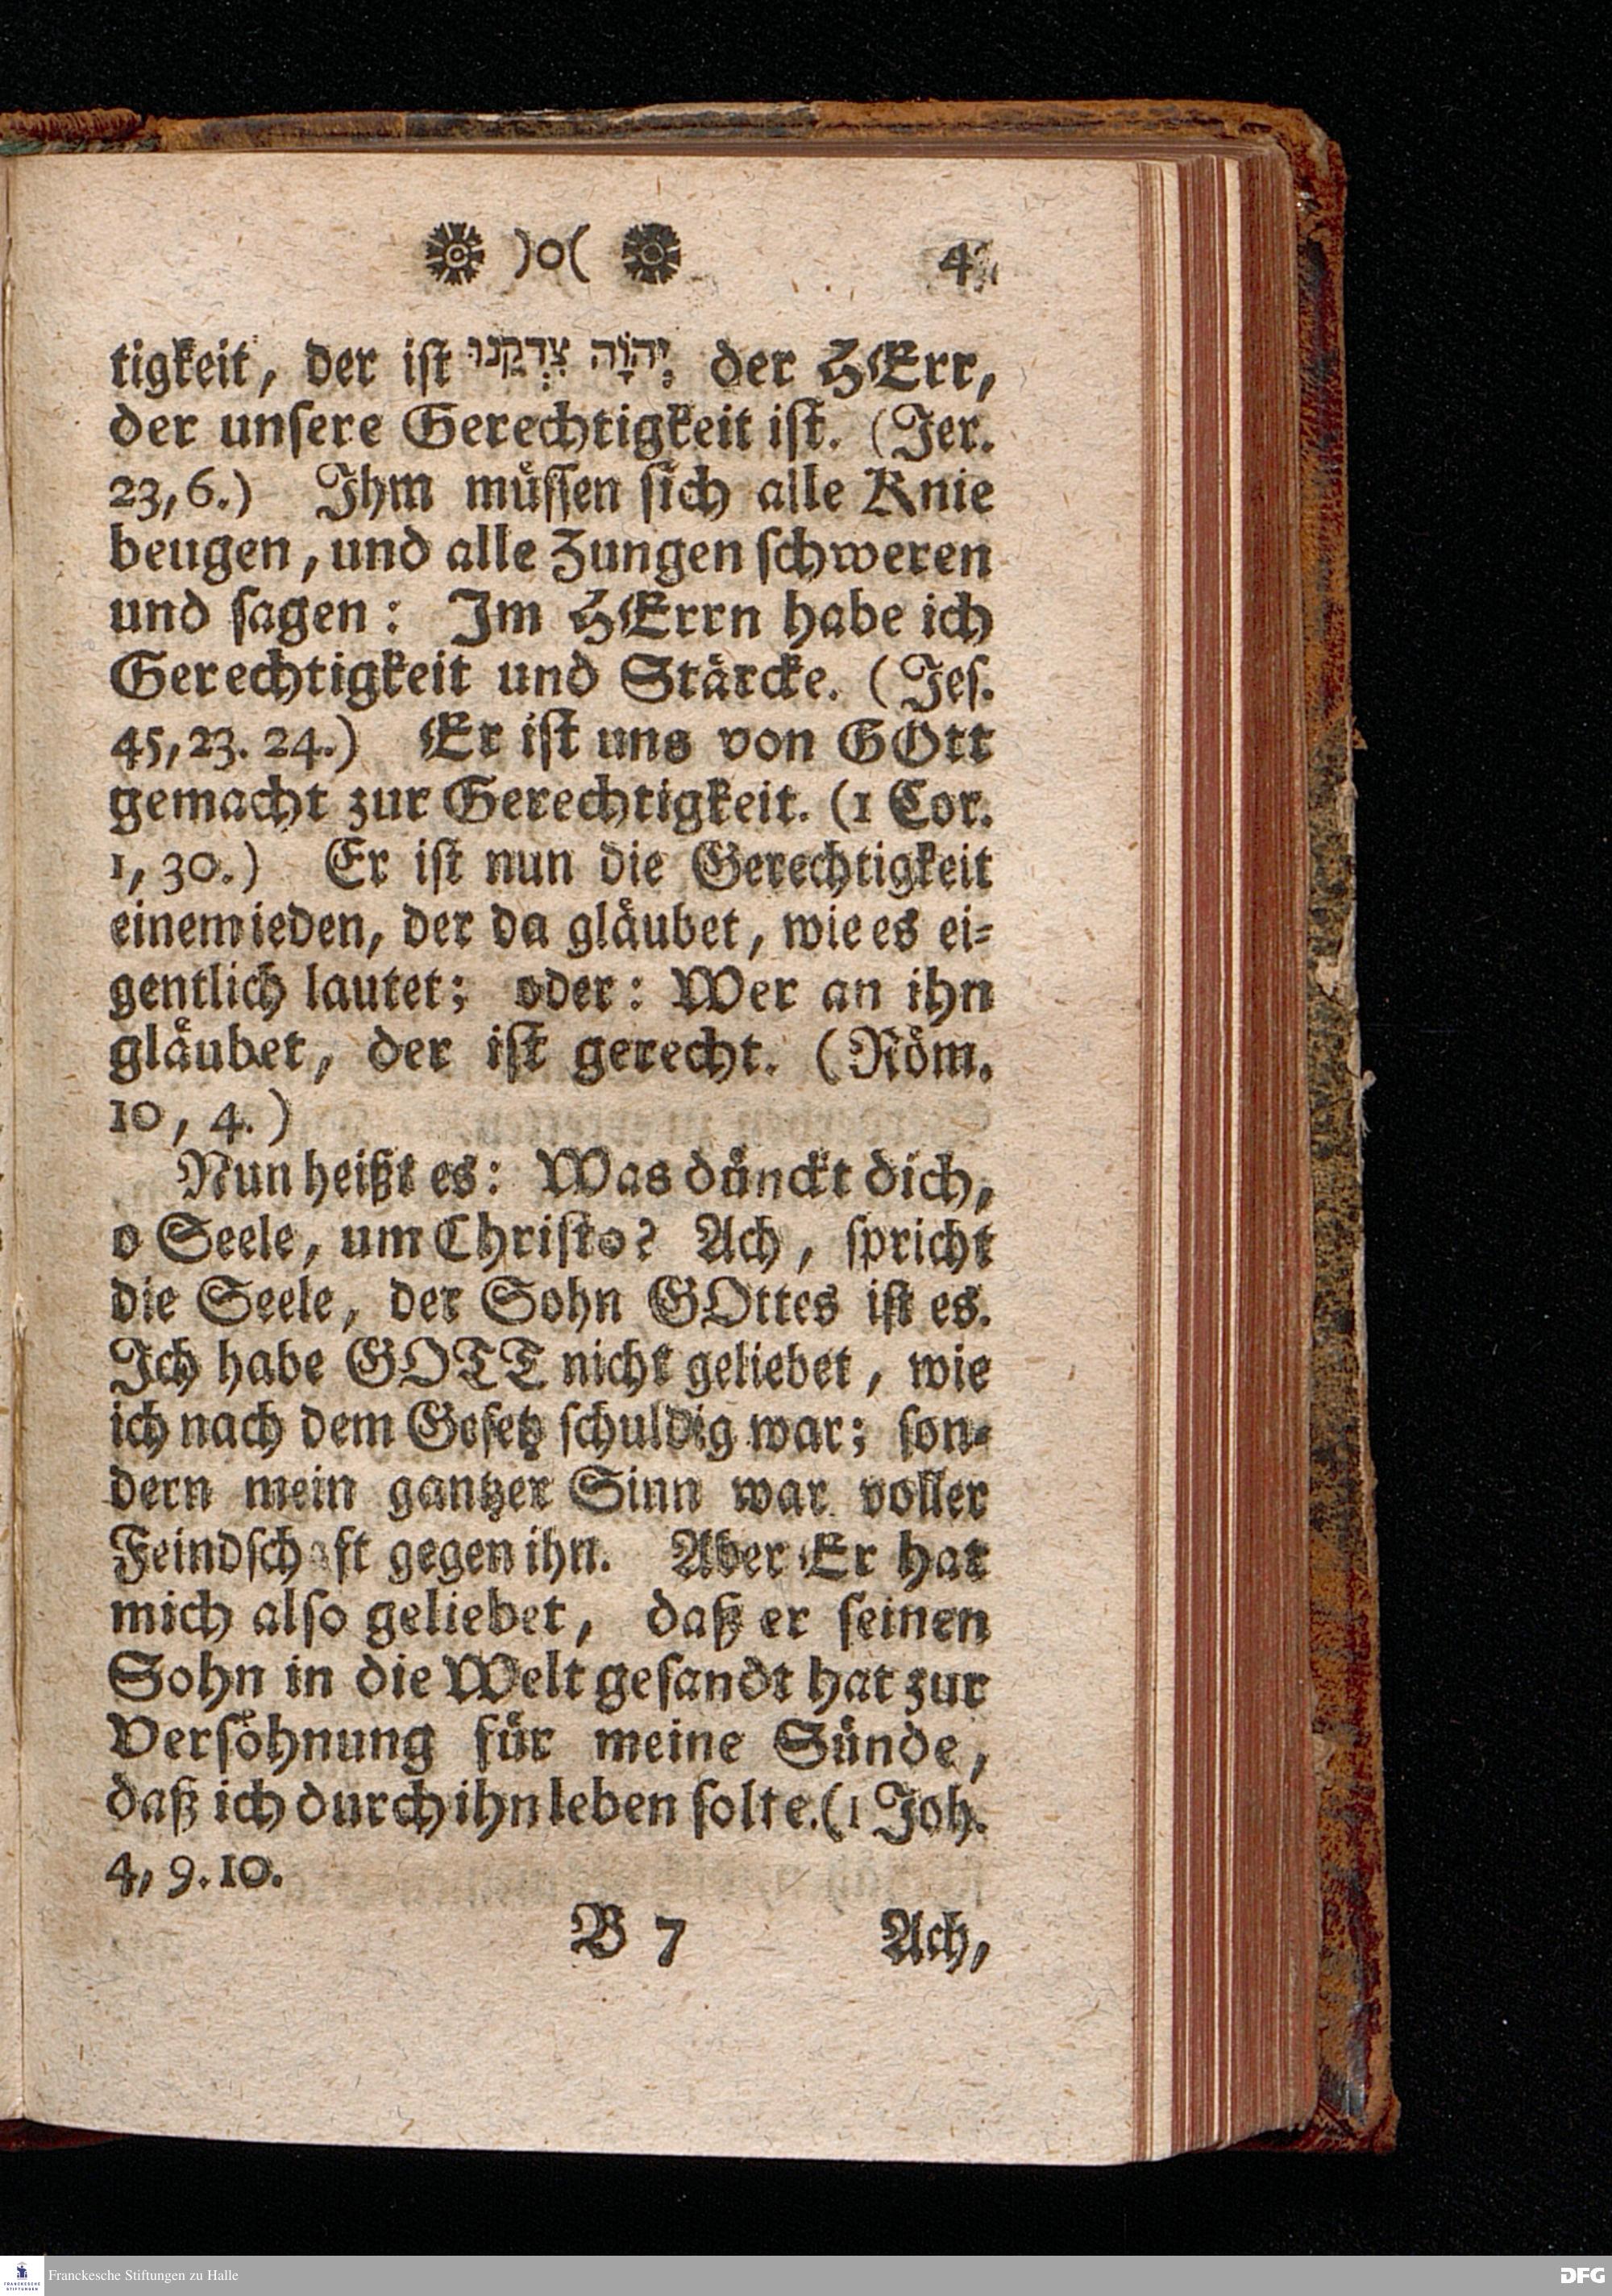 )o( 4
tigkeit, der ist יְהוָֹה צִדְקֵנוּ der HErr,
der unsere Gerechtigkeit ist. (Jer.
23, 6.) Ihm müssen sich alle Knie
beugen, und alle Zungen schweren
und sagen: Im HErrn habe ich
Gerechtigkeit und Stärcke. (Jes.
45, 23. 24.) Er ist uns von GOtt
gemacht zur Gerechtigkeit. (1 Cor.
1, 30.) Er ist nun die Gerechtigkeit
einem ieden, der da gläubet, wie es ei-
gentlich lautet; oder: Wer an ihn
gläubet, der ist gerecht. (Röm.
10, 4.)
Nun heißt es: Was dünckt dich,
o Seele, um Christo? Ach, spricht
die Seele, der Sohn GOttes ist es.
Ich habe GOTT nicht geliebet, wie
ich nach dem Gesetz schuldig war; son-
dern mein gantzer Sinn war voller
Feindschaft gegen ihn. Aber Er hat
mich also geliebet, daß er seinen
Sohn in die Welt gesandt hat zur
Versöhnung für meine Sünde,
daß ich durch ihn leben solte. (1 Joh.
4, 9. 10.
B 7 Ach,
FRANCKESCHE STIFTUNGEN
Franckesche Stiftungen zu Halle
DFG